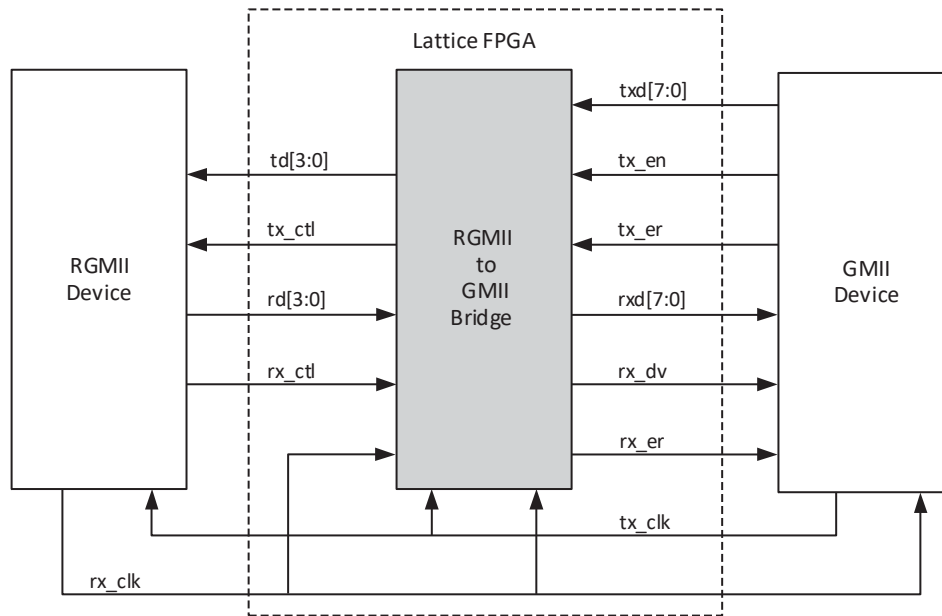 Lattice FPGA
txd[7:0]
td[3:0]
tx_en
tx_ctl
tx_er
RGMII
Device
RGMII
to
GMII
Bridge
GMII
Device
rd[3:0]
rxd[7:0]
rx_ctl
rx_dv
rx_er
tx_clk
rx_clk